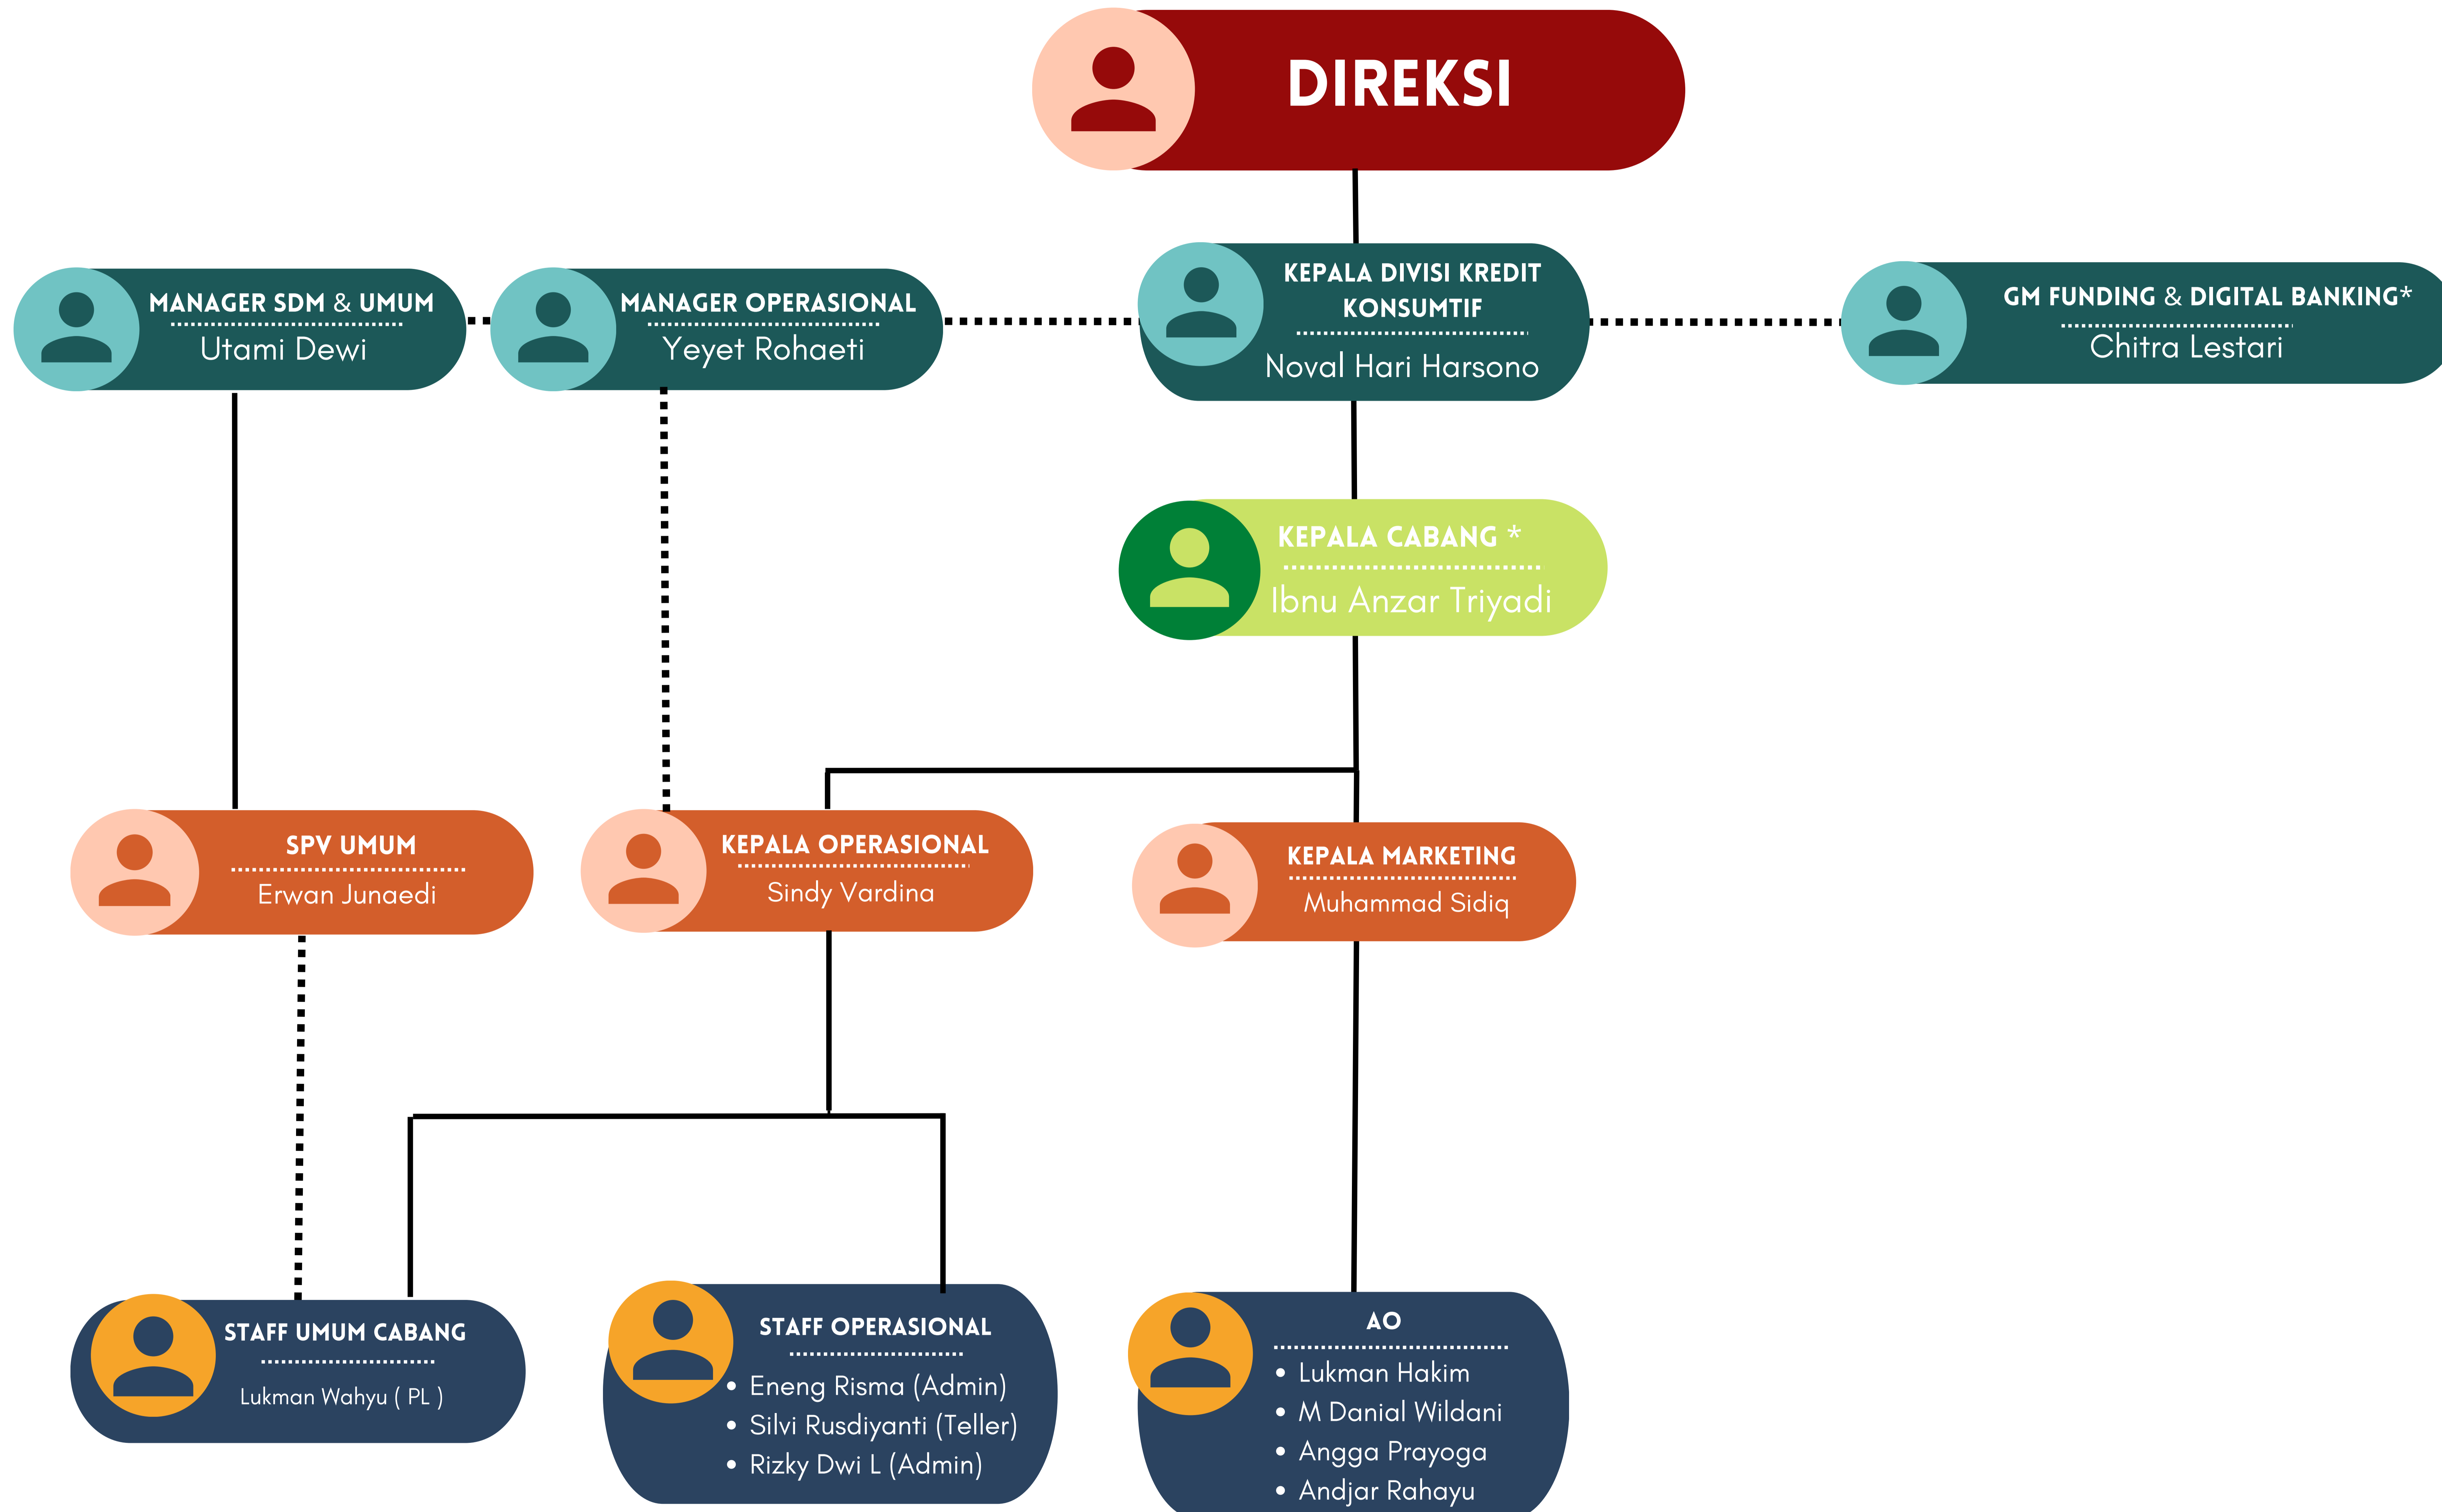 DIREKSI
MANAGER SDM & UMUM
Utami Dewi
MANAGER OPERASIONAL
Yeyet Rohaeti
KEPALA DIVISI KREDIT
KONSUMTIF
Noval Hari Harsono
GM FUNDING & DIGITAL BANKING*
Chitra Lestari
KEPALA CABANG *
Ibnu Anzar Triyadi
SPV UMUM
Erwan Junaedi
KEPALA OPERASIONAL
Sindy Vardina
KEPALA MARKETING
Muhammad Sidiq
STAFF UMUM CABANG
Lukman Wahyu ( PL )
STAFF OPERASIONAL
• Eneng Risma (Admin)
• Silvi Rusdiyanti (Teller)
• Rizky Dwi L (Admin)
AO
• Lukman Hakim
• M Danial Wildani
• Angga Prayoga
• Andjar Rahayu